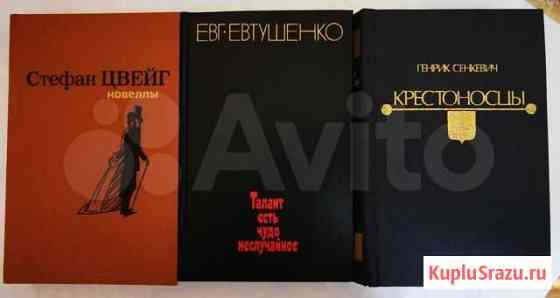 Стефан ЦВЕЙГ
новеллы
ЕВГ·ЕВТУШЕНКО
Талант
есть
чудо
неслучайное
ГЕНРИК СЕНКЕВИЧ
КРЕСТОНОСЦЫ
Avito
KupluSrazu.ru